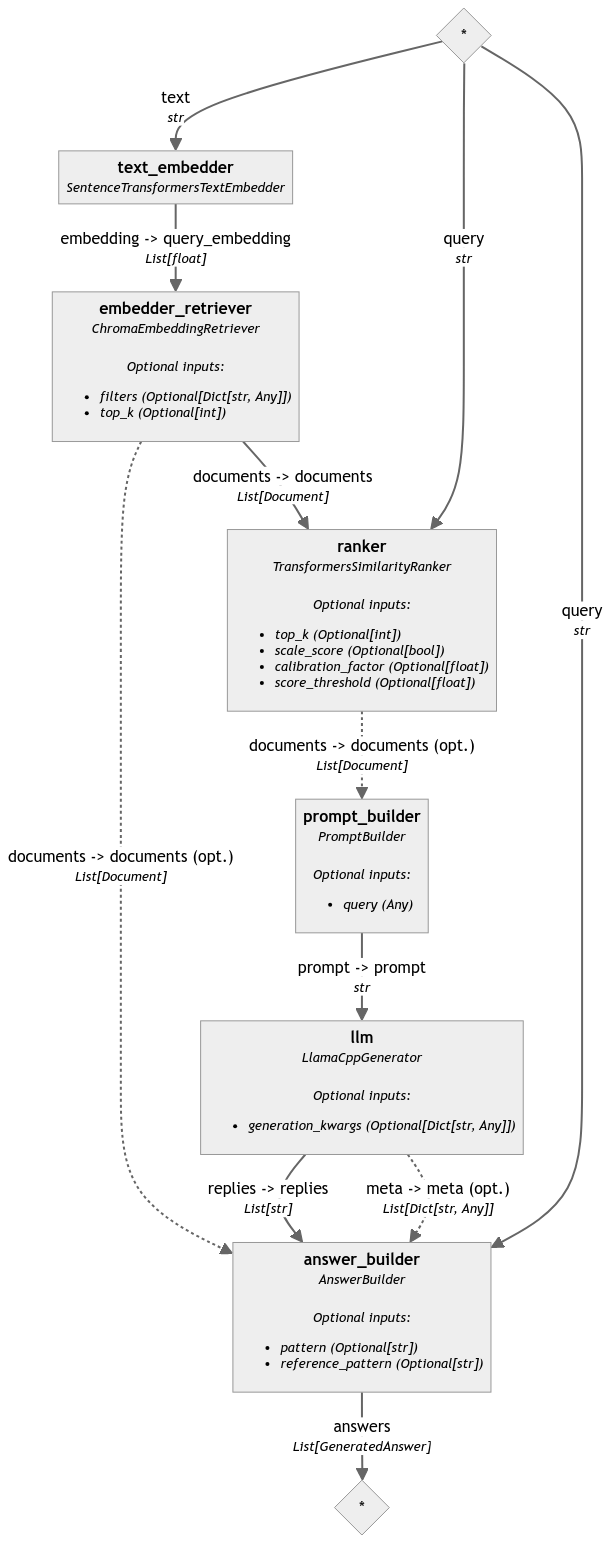 *
text
str
text_embedder
SentenceTransformersTextEmbedder
embedding -> query_embedding
List[float]
query
str
embedder_retriever
ChromaEmbeddingRetriever
Optional inputs:
• filters (Optional[Dict[str, Any]])
• top_k (Optional[int])
documents -> documents
List[Document]
ranker
TransformersSimilarityRanker
Optional inputs:
• top_k (Optional[int])
• scale_score (Optional[bool])
• calibration_factor (Optional[float])
• score_threshold (Optional[float])
query
str
documents -> documents (opt.)
List[Document]
prompt_builder
PromptBuilder
Optional inputs:
• query (Any)
documents -> documents (opt.)
List[Document]
prompt -> prompt
str
llm
LlamaCppGenerator
Optional inputs:
• generation_kwargs (Optional[Dict[str, Any]])
replies -> replies
List[str]
meta -> meta (opt.)
List[Dict[str, Any]]
answer_builder
AnswerBuilder
Optional inputs:
• pattern (Optional[str])
• reference_pattern (Optional[str])
answers
List[GeneratedAnswer]
*